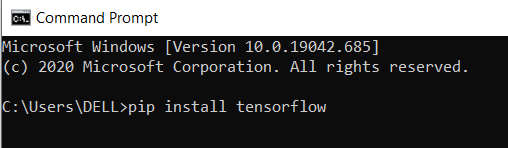 Command Prompt
Microsoft Windows [Version 10.0.19042.685]
(c) 2020 Microsoft Corporation. All rights reserved.
C:\Users\DELL>pip install tensorflow